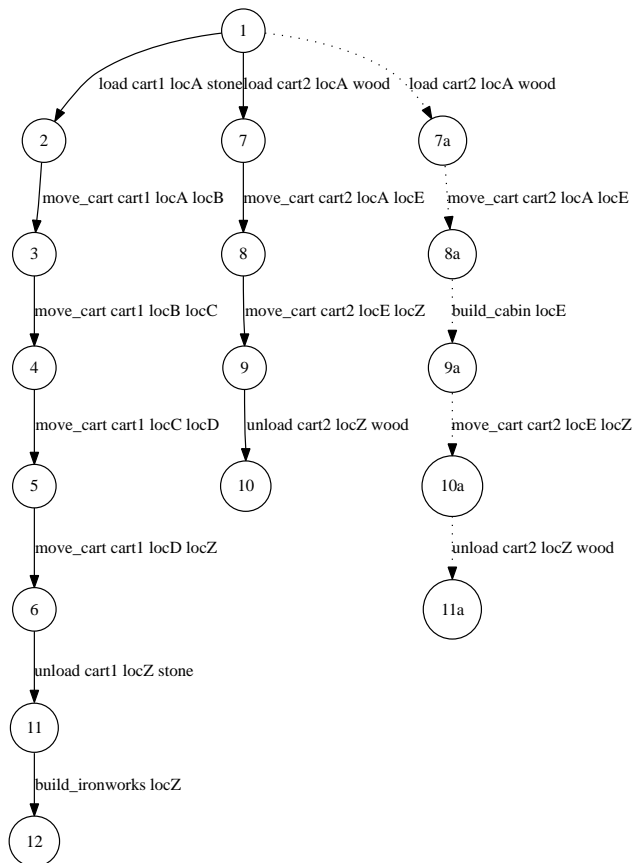 1
load cart1 locA stone
load cart2 locA wood
load cart2 locA wood
2
7
7a
move_cart cart1 locA locB
move_cart cart2 locA locE
move_cart cart2 locA locE
3
8
8a
move_cart cart1 locB locC
move_cart cart2 locE locZ
build_cabin locE
4
9
9a
move_cart cart1 locC locD
unload cart2 locZ wood
move_cart cart2 locE locZ
5
10
10a
move_cart cart1 locD locZ
unload cart2 locZ wood
6
11a
unload cart1 locZ stone
11
build_ironworks locZ
12